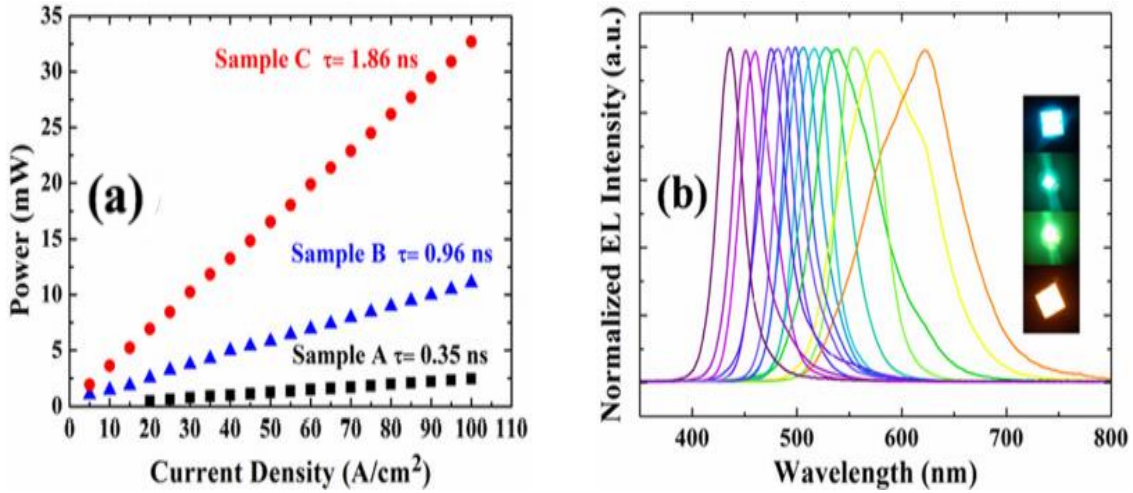 35
30
25
20
15
10
5
0
Power (mW)
(a)
Sample C τ= 1.86 ns
Sample B τ= 0.96 ns
Sample A τ= 0.35 ns
0 10 20 30 40 50 60 70 80 90 100 110
Current Density (A/cm²)
Normalized EL Intensity (a.u.)
(b)
400 500 600 700 800
Wavelength (nm)